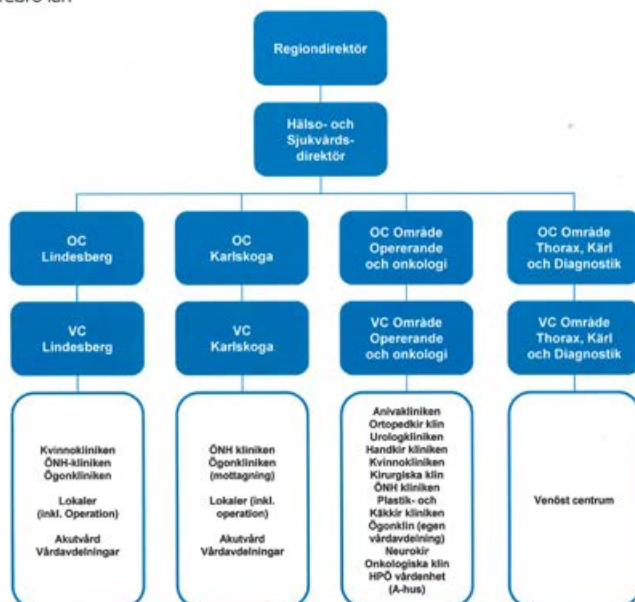 Regiondirektör
Hälso- och
Sjukvårds-
direktör
OC
Lindesberg
OC
Karlskoga
OC Område
Opererande
och onkologi
OC Område
Thorax, Kärl
och Diagnostik
VC
Lindesberg
VC
Karlskoga
VC Område
Opererande
och onkologi
VC Område
Thorax, Kärl
och Diagnostik
Kvinnokliniken
ÖNH-kliniken
Ögonkliniken
Lokaler
(inkl. Operation)
Akutvård
Vårdavdelningar
ÖNH kliniken
Ögonkliniken
(mottagning)
Lokaler (inkl.
operation)
Akutvård
Vårdavdelningar
Anivakliniken
Ortopedkir klin
Urologkliniken
Handkir kliniken
Kvinnokliniken
Kirurgiska klin
ÖNH kliniken
Plastik- och
Käkkir kliniken
Ögonklin (egen
vårdavdelning)
Neurokir
Onkologiska klin
HPÖ vårdenhet
(A-hus)
Venöst centrum